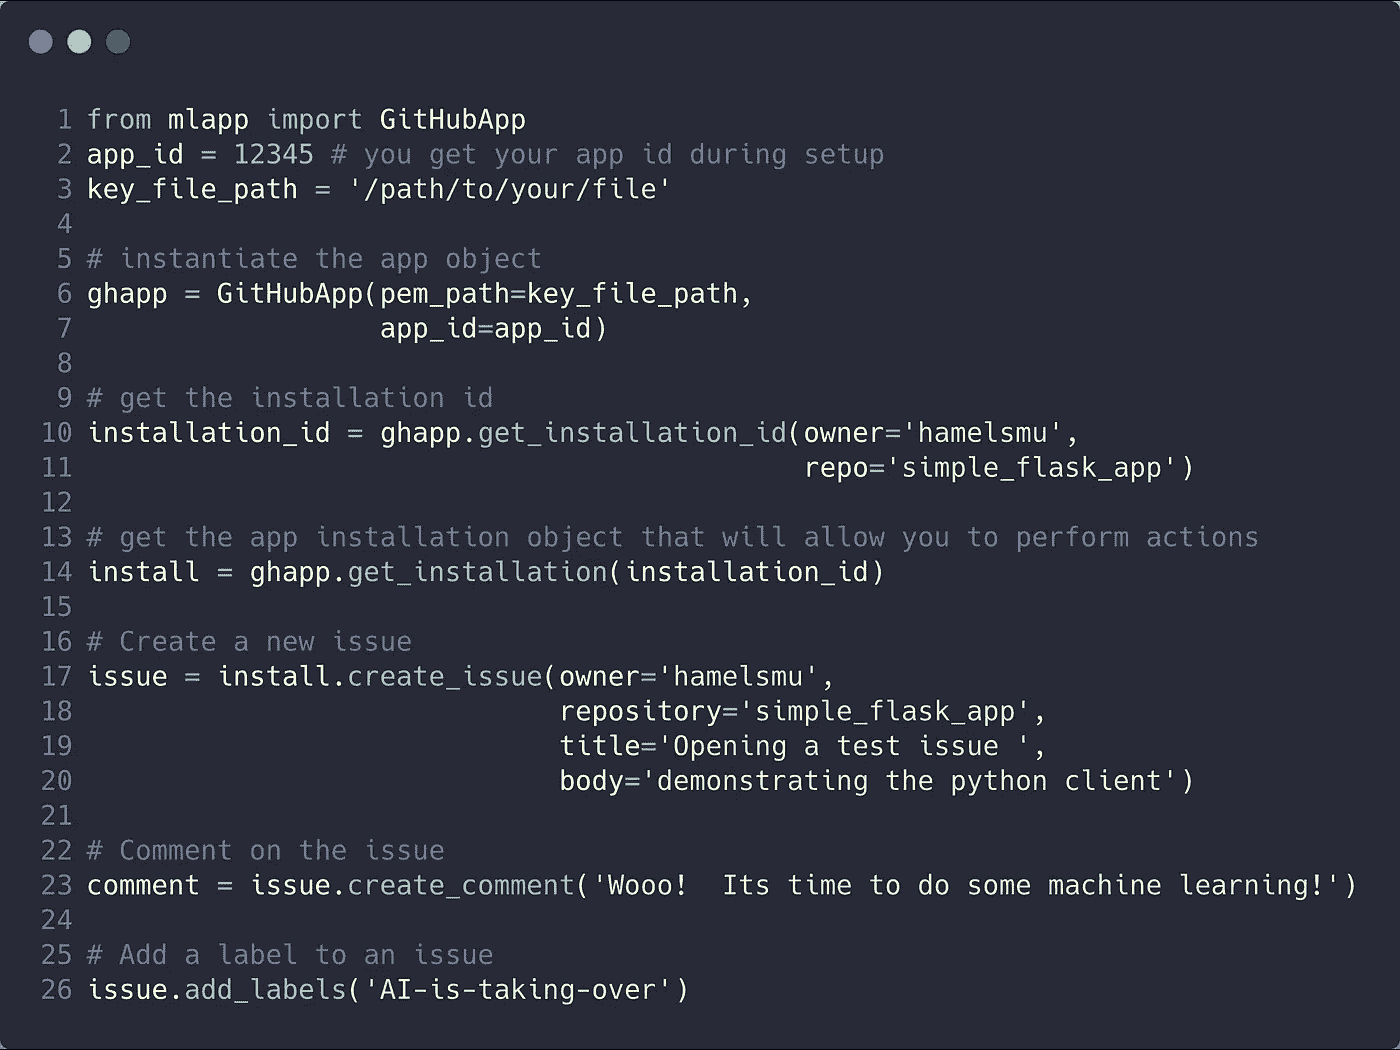 1 from mlapp import GitHubApp
2 app_id = 12345 # you get your app id during setup
3 key_file_path = '/path/to/your/file'
4
5 # instantiate the app object
6 ghapp = GitHubApp(pem_path=key_file_path,
7                   app_id=app_id)
8
9 # get the installation id
10 installation_id = ghapp.get_installation_id(owner='hamelsmu',
11                                             repo='simple_flask_app')
12
13 # get the app installation object that will allow you to perform actions
14 install = ghapp.get_installation(installation_id)
15
16 # Create a new issue
17 issue = install.create_issue(owner='hamelsmu',
18                              repository='simple_flask_app',
19                              title='Opening a test issue ',
20                              body='demonstrating the python client')
21
22 # Comment on the issue
23 comment = issue.create_comment('Wooo!  Its time to do some machine learning!')
24
25 # Add a label to an issue
26 issue.add_labels('AI-is-taking-over')